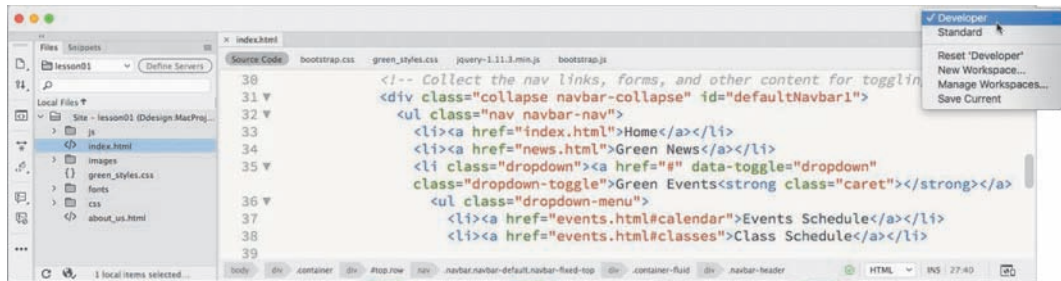 Developer
Standard
Reset 'Developer'
New Workspace...
Manage Workspaces...
Save Current
Files Snippets
lesson01 Define Servers
Local Files
Site - lesson01 (Ddesign:MacProj...
js
index.html
images
green_styles.css
fonts
css
about_us.html
1 local items selected
index.html
Source Code bootstrap.css green_styles.css jquery-1.11.3.min.js bootstrap.js
30 <!-- Collect the nav links, forms, and other content for togglin
31 <div class="collapse navbar-collapse" id="defaultNavbar1">
32 <ul class="nav navbar-nav">
33 <li><a href="index.html">Home</a></li>
34 <li><a href="news.html">Green News</a></li>
35 <li class="dropdown"><a href="#" data-toggle="dropdown"
class="dropdown-toggle">Green Events<strong class="caret"></strong></a>
36 <ul class="dropdown-menu">
37 <li><a href="events.html#calendar">Events Schedule</a></li>
38 <li><a href="events.html#classes">Class Schedule</a></li>
39
body div .container div #top.row nav .navbar.navbar-default.navbar-fixed-top div .container-fluid div .navbar-header HTML INS 27:40